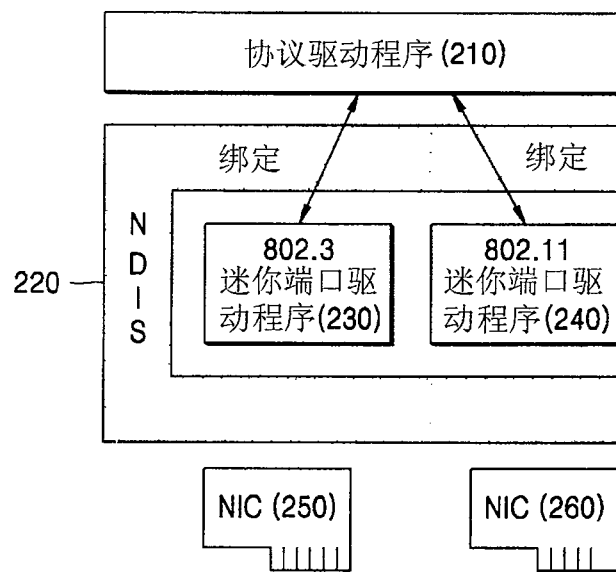 协议驱动程序(210)
绑定
绑定
NDIS
220
802.3
迷你端口驱
动程序(230)
802.11
迷你端口驱
动程序(240)
NIC (250)
NIC (260)